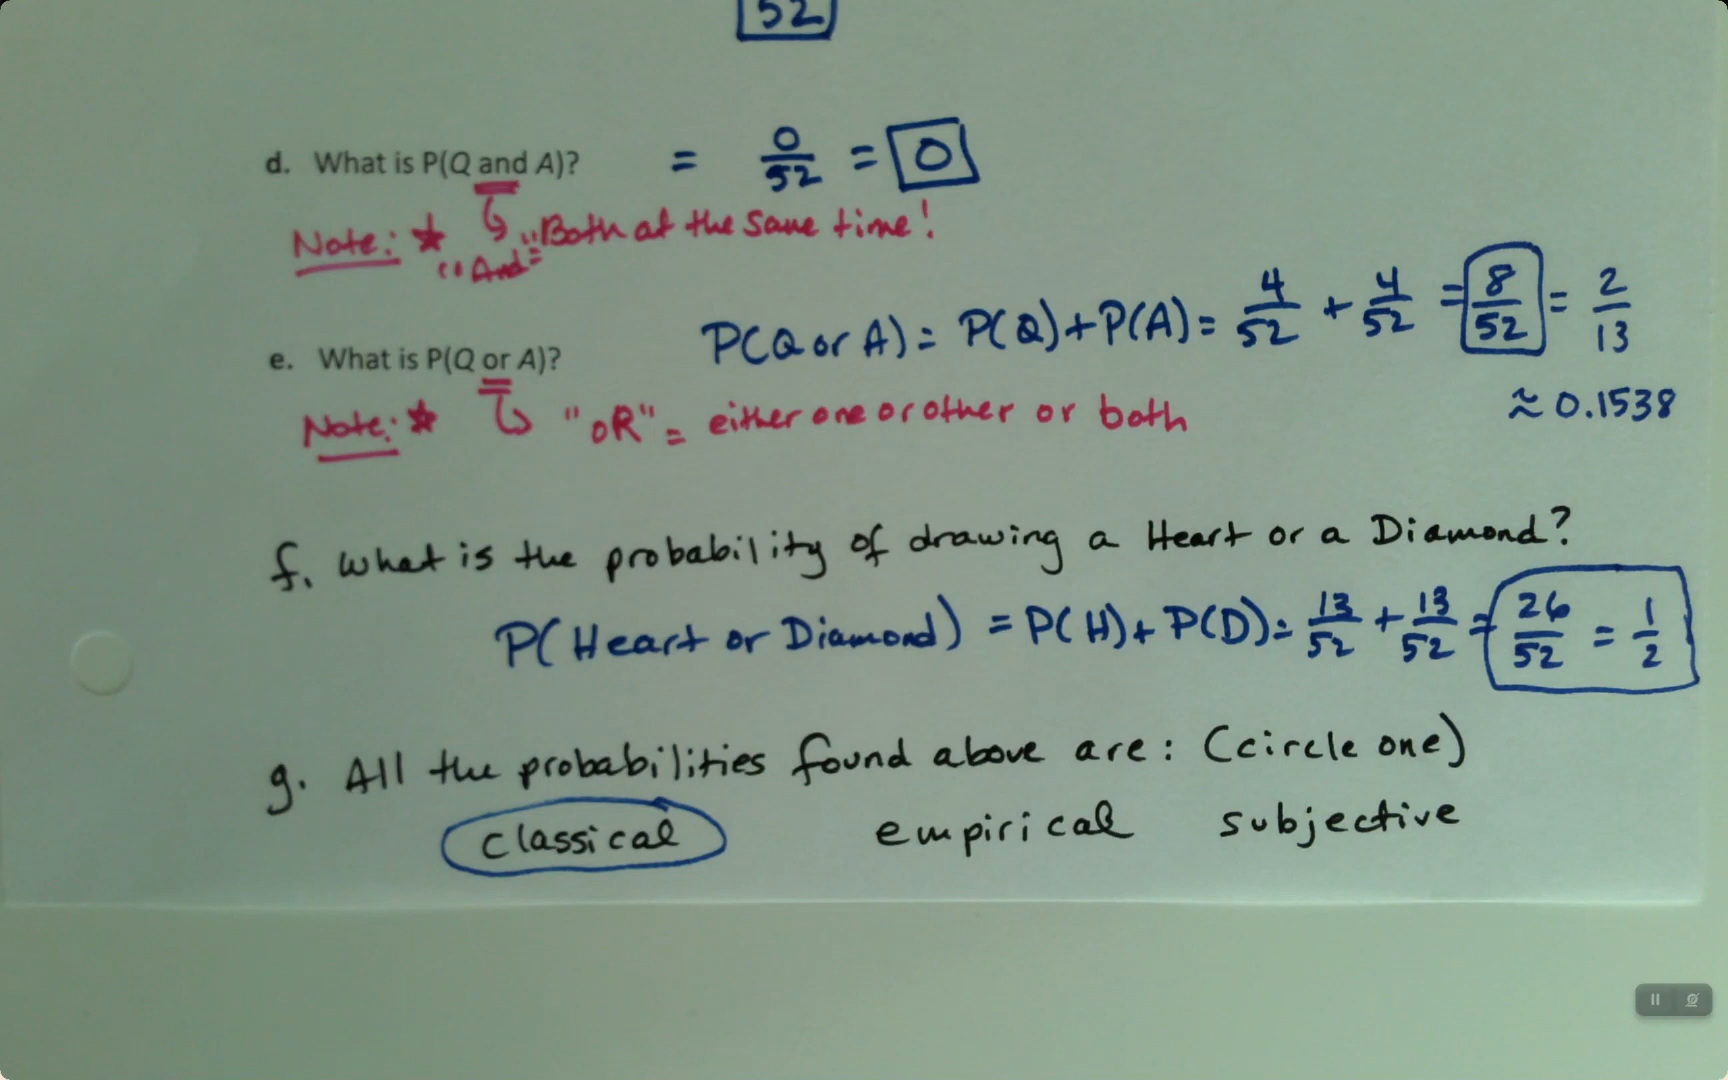 52
d. What is P(Q and A)? = 0/52 = 0
Note: ★ "And" = Both at the same time!
P(Q or A) = P(Q) + P(A) = 4/52 + 4/52 = 8/52 = 2/13
e. What is P(Q or A)?
≈ 0.1538
Note: ★ "OR" = either one or other or both
f. What is the probability of drawing a Heart or a Diamond?
P(Heart or Diamond) = P(H) + P(D) = 13/52 + 13/52 = 26/52 = 1/2
g. All the probabilities found above are: (circle one)
classical empirical subjective